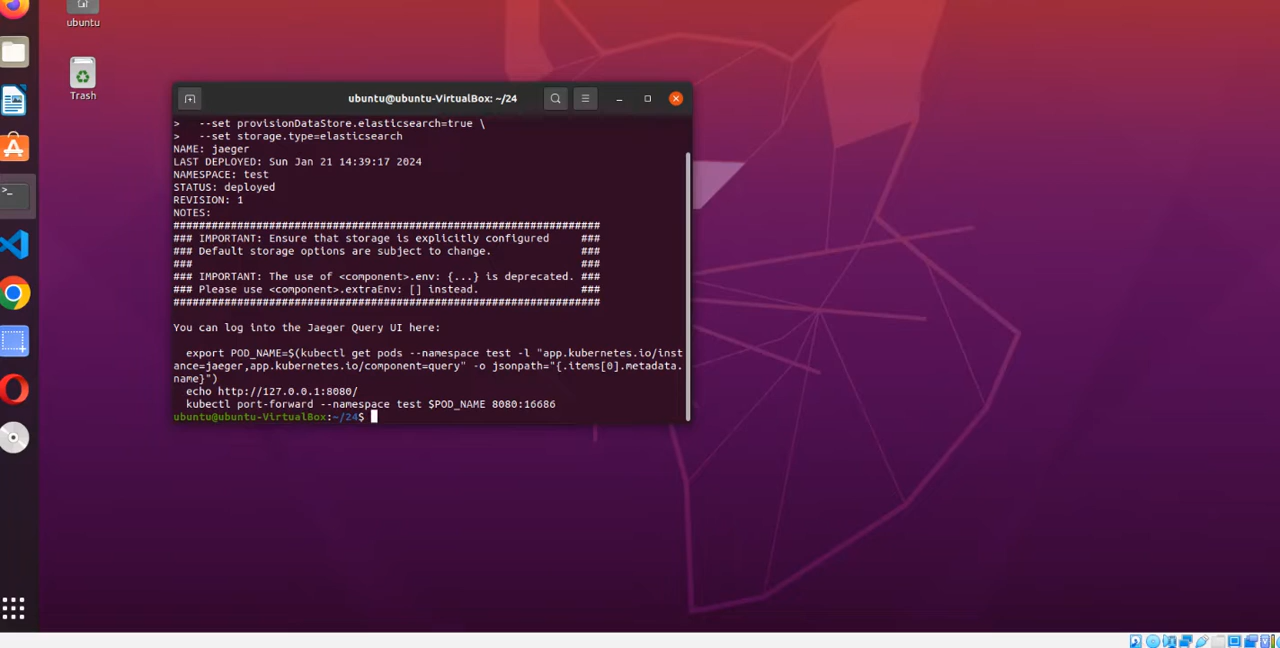 ubuntu
Trash
ubuntu@ubuntu-VirtualBox: ~/24
>   --set provisionDataStore.elasticsearch=true \
>   --set storage.type=elasticsearch
NAME: jaeger
LAST DEPLOYED: Sun Jan 21 14:39:17 2024
NAMESPACE: test
STATUS: deployed
REVISION: 1
NOTES:
###################################################################
### IMPORTANT: Ensure that storage is explicitly configured     ###
### Default storage options are subject to change.              ###
###                                                             ###
### IMPORTANT: The use of <component>.env: {...} is deprecated. ###
### Please use <component>.extraEnv: [] instead.                ###
###################################################################
You can log into the Jaeger Query UI here:
  export POD_NAME=$(kubectl get pods --namespace test -l "app.kubernetes.io/inst
ance=jaeger,app.kubernetes.io/component=query" -o jsonpath="{.items[0].metadata.
name}")
  echo http://127.0.0.1:8080/
  kubectl port-forward --namespace test $POD_NAME 8080:16686
ubuntu@ubuntu-VirtualBox:~/24$